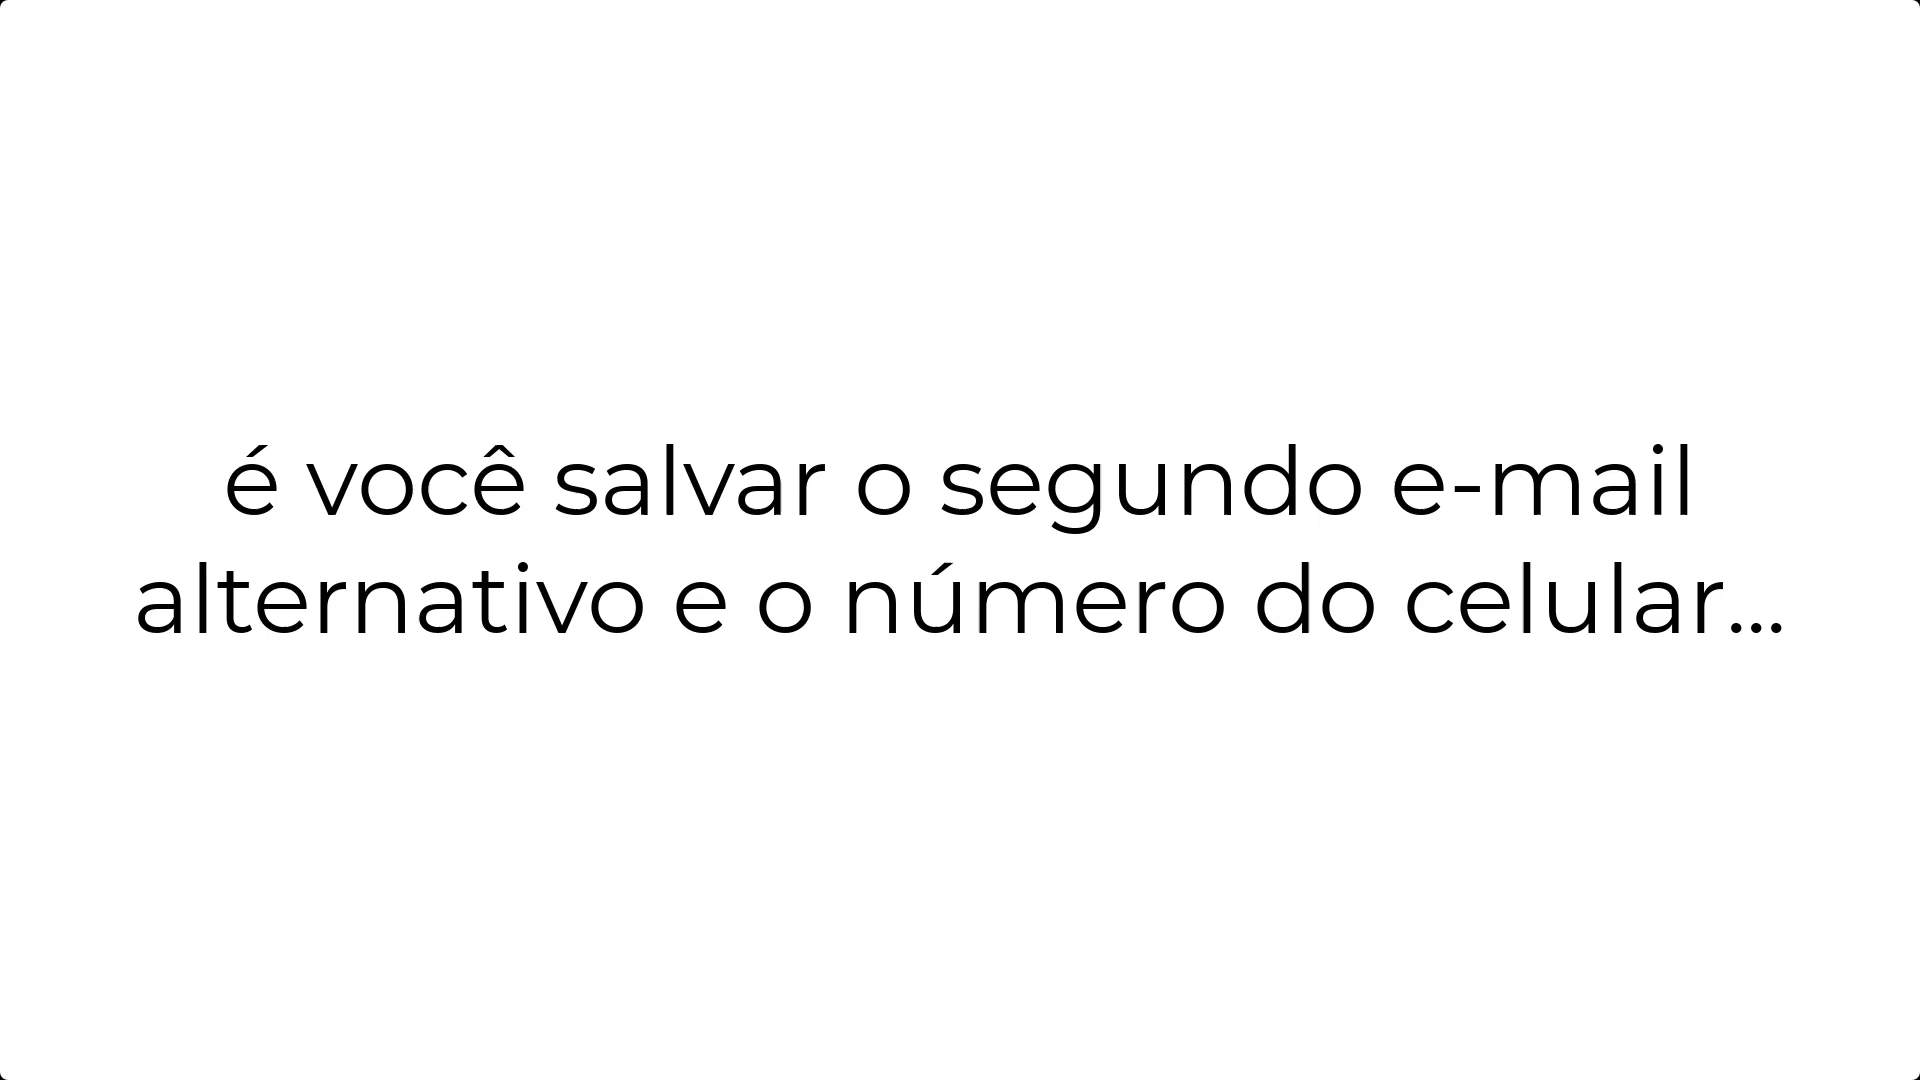 é você salvar o segundo e-mail
alternativo e o número do celular...